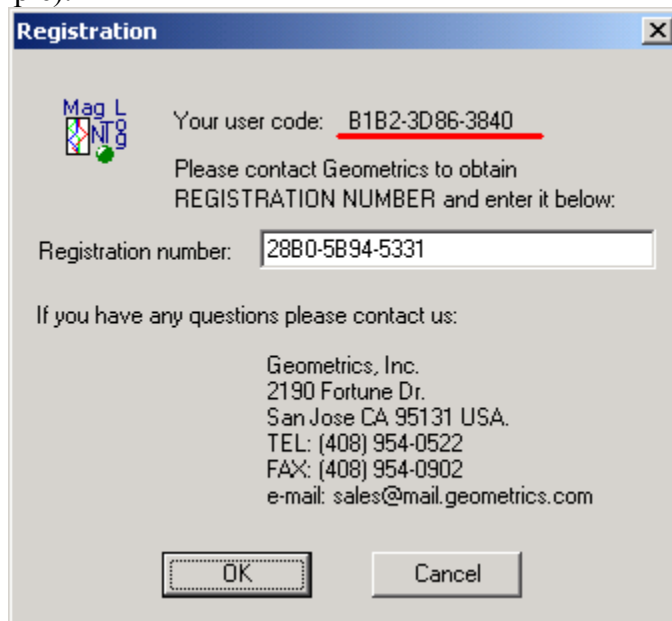 Registration
Mag L
NTog
Your user code: B1B2-3D86-3840
Please contact Geometrics to obtain
REGISTRATION NUMBER and enter it below:
Registration number: 28B0-5B94-5331
If you have any questions please contact us:
Geometrics, Inc.
2190 Fortune Dr.
San Jose CA 95131 USA.
TEL: (408) 954-0522
FAX: (408) 954-0902
e-mail: sales@mail.geometrics.com
OK Cancel